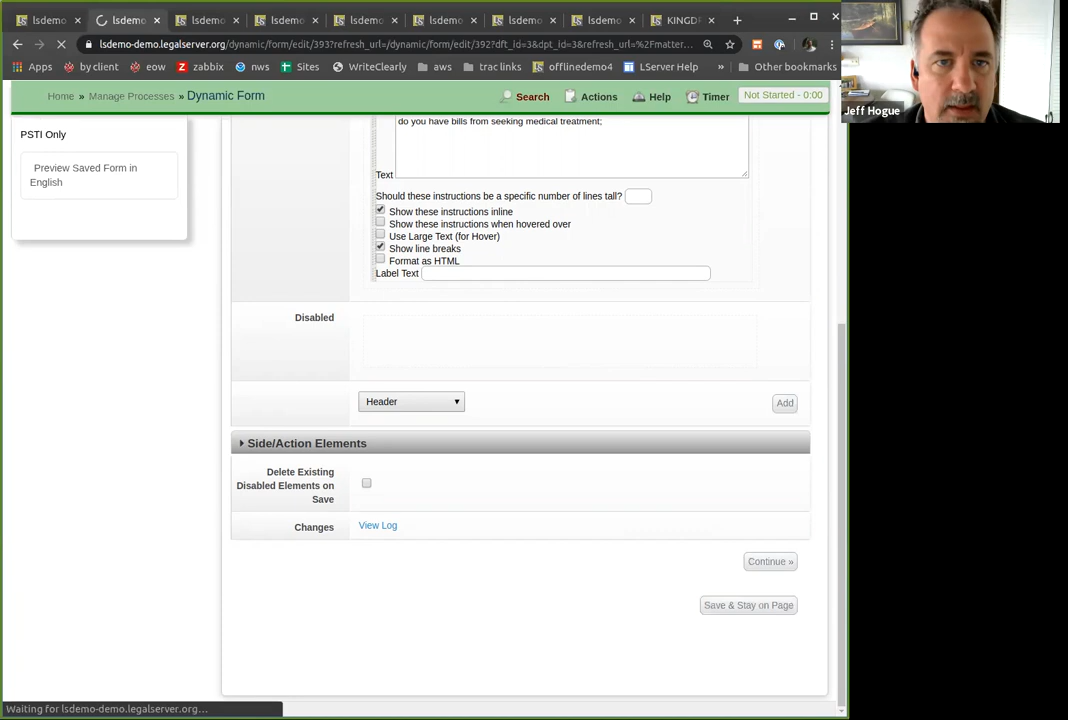 lsdemo- × lsdemo- × lsdemo × lsdemo × lsdemo × lsdemo × lsdemo × lsdemo × KINGDF × +
lsdemo-demo.legalserver.org/dynamic/form/edit/393?refresh_url=/dynamic/form/edit/392?dft_id=3&dpt_id=3&refresh_url=%2Fmatter...
Apps by client eow zabbix nws Sites WriteClearly aws trac links offlinedemo4 LServer Help » Other bookmarks
Home » Manage Processes » Dynamic Form Search Actions Help Timer Not Started - 0:00
Jeff Hogue
PSTI Only
Preview Saved Form in
English
do you have bills from seeking medical treatment;
Text
Should these instructions be a specific number of lines tall?
Show these instructions inline
Show these instructions when hovered over
Use Large Text (for Hover)
Show line breaks
Format as HTML
Label Text
Disabled
Header Add
Side/Action Elements
Delete Existing
Disabled Elements on
Save
Changes View Log
Continue »
Save & Stay on Page
Waiting for lsdemo-demo.legalserver.org...